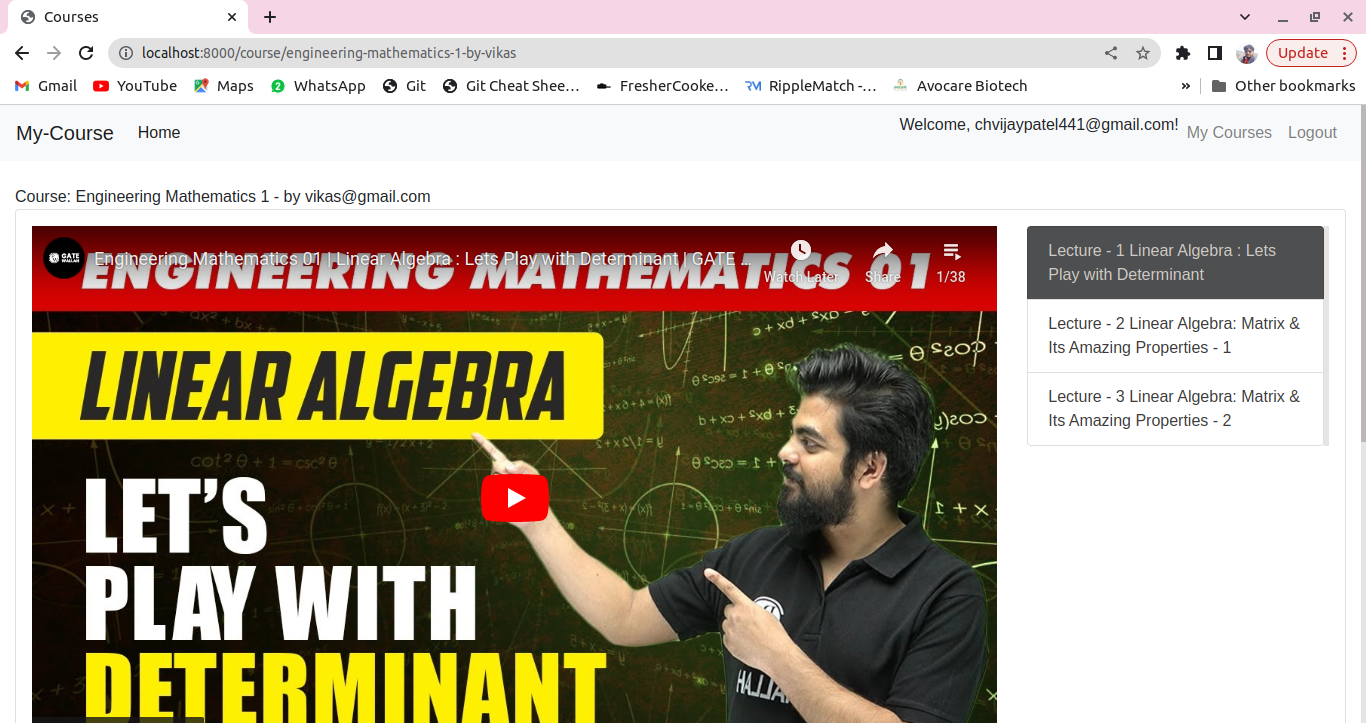 Courses
localhost:8000/course/engineering-mathematics-1-by-vikas
Update
Gmail
YouTube
Maps
WhatsApp
Git
Git Cheat Shee…
FresherCooke…
RippleMatch -…
Avocare Biotech
»
Other bookmarks
My-Course
Home
Welcome, chvijaypatel441@gmail.com!
My Courses
Logout
Course: Engineering Mathematics 1 - by vikas@gmail.com
GATE
WALLAH
Engineering Mathematics 01 | Linear Algebra : Lets Play with Determinant | GATE …
Watch Later
Share
1/38
ENGINEERING MATHEMATICS 01
LINEAR ALGEBRA
LET'S
PLAY WITH
DETERMINANT
Lecture - 1 Linear Algebra : Lets
Play with Determinant
Lecture - 2 Linear Algebra: Matrix &
Its Amazing Properties - 1
Lecture - 3 Linear Algebra: Matrix &
Its Amazing Properties - 2